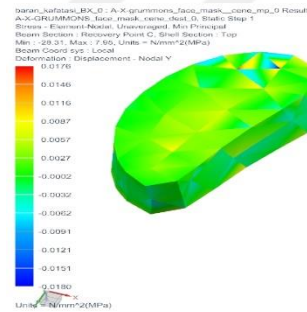 baran_kafatasi_BX_0 : A-X-grummons_face_mask__cene_mp_0 Result
A-X-GRUMMONS_face_mask_cene_dest_0, Static Step 1
Stress - Element-Nodal, Unaveraged, Min Principal
Beam Section : Recovery Point C, Shell Section : Top
Min : -28.31, Max : 7.65, Units = N/mm^2(MPa)
Beam Coord sys : Local
Deformation : Displacement - Nodal Y
0.0176
0.0146
0.0116
0.0087
0.0057
0.0027
-0.0002
-0.0032
-0.0062
-0.0091
-0.0121
-0.0151
-0.0180
Units = N/mm^2(MPa)
X